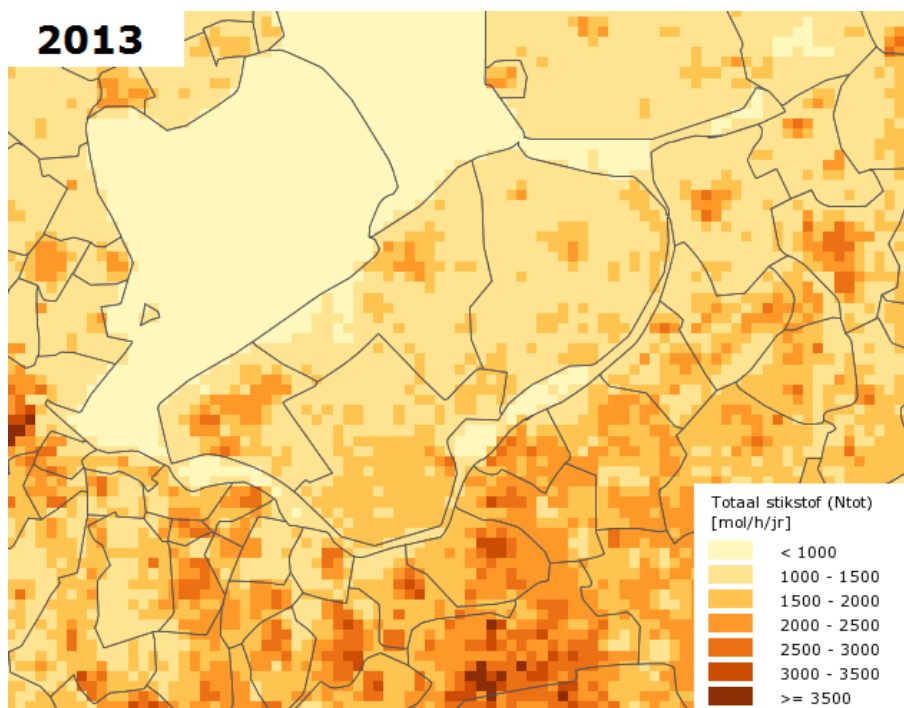 2013
Totaal stikstof (Ntot)
[mol/h/jr]
< 1000
1000 - 1500
1500 - 2000
2000 - 2500
2500 - 3000
3000 - 3500
>= 3500